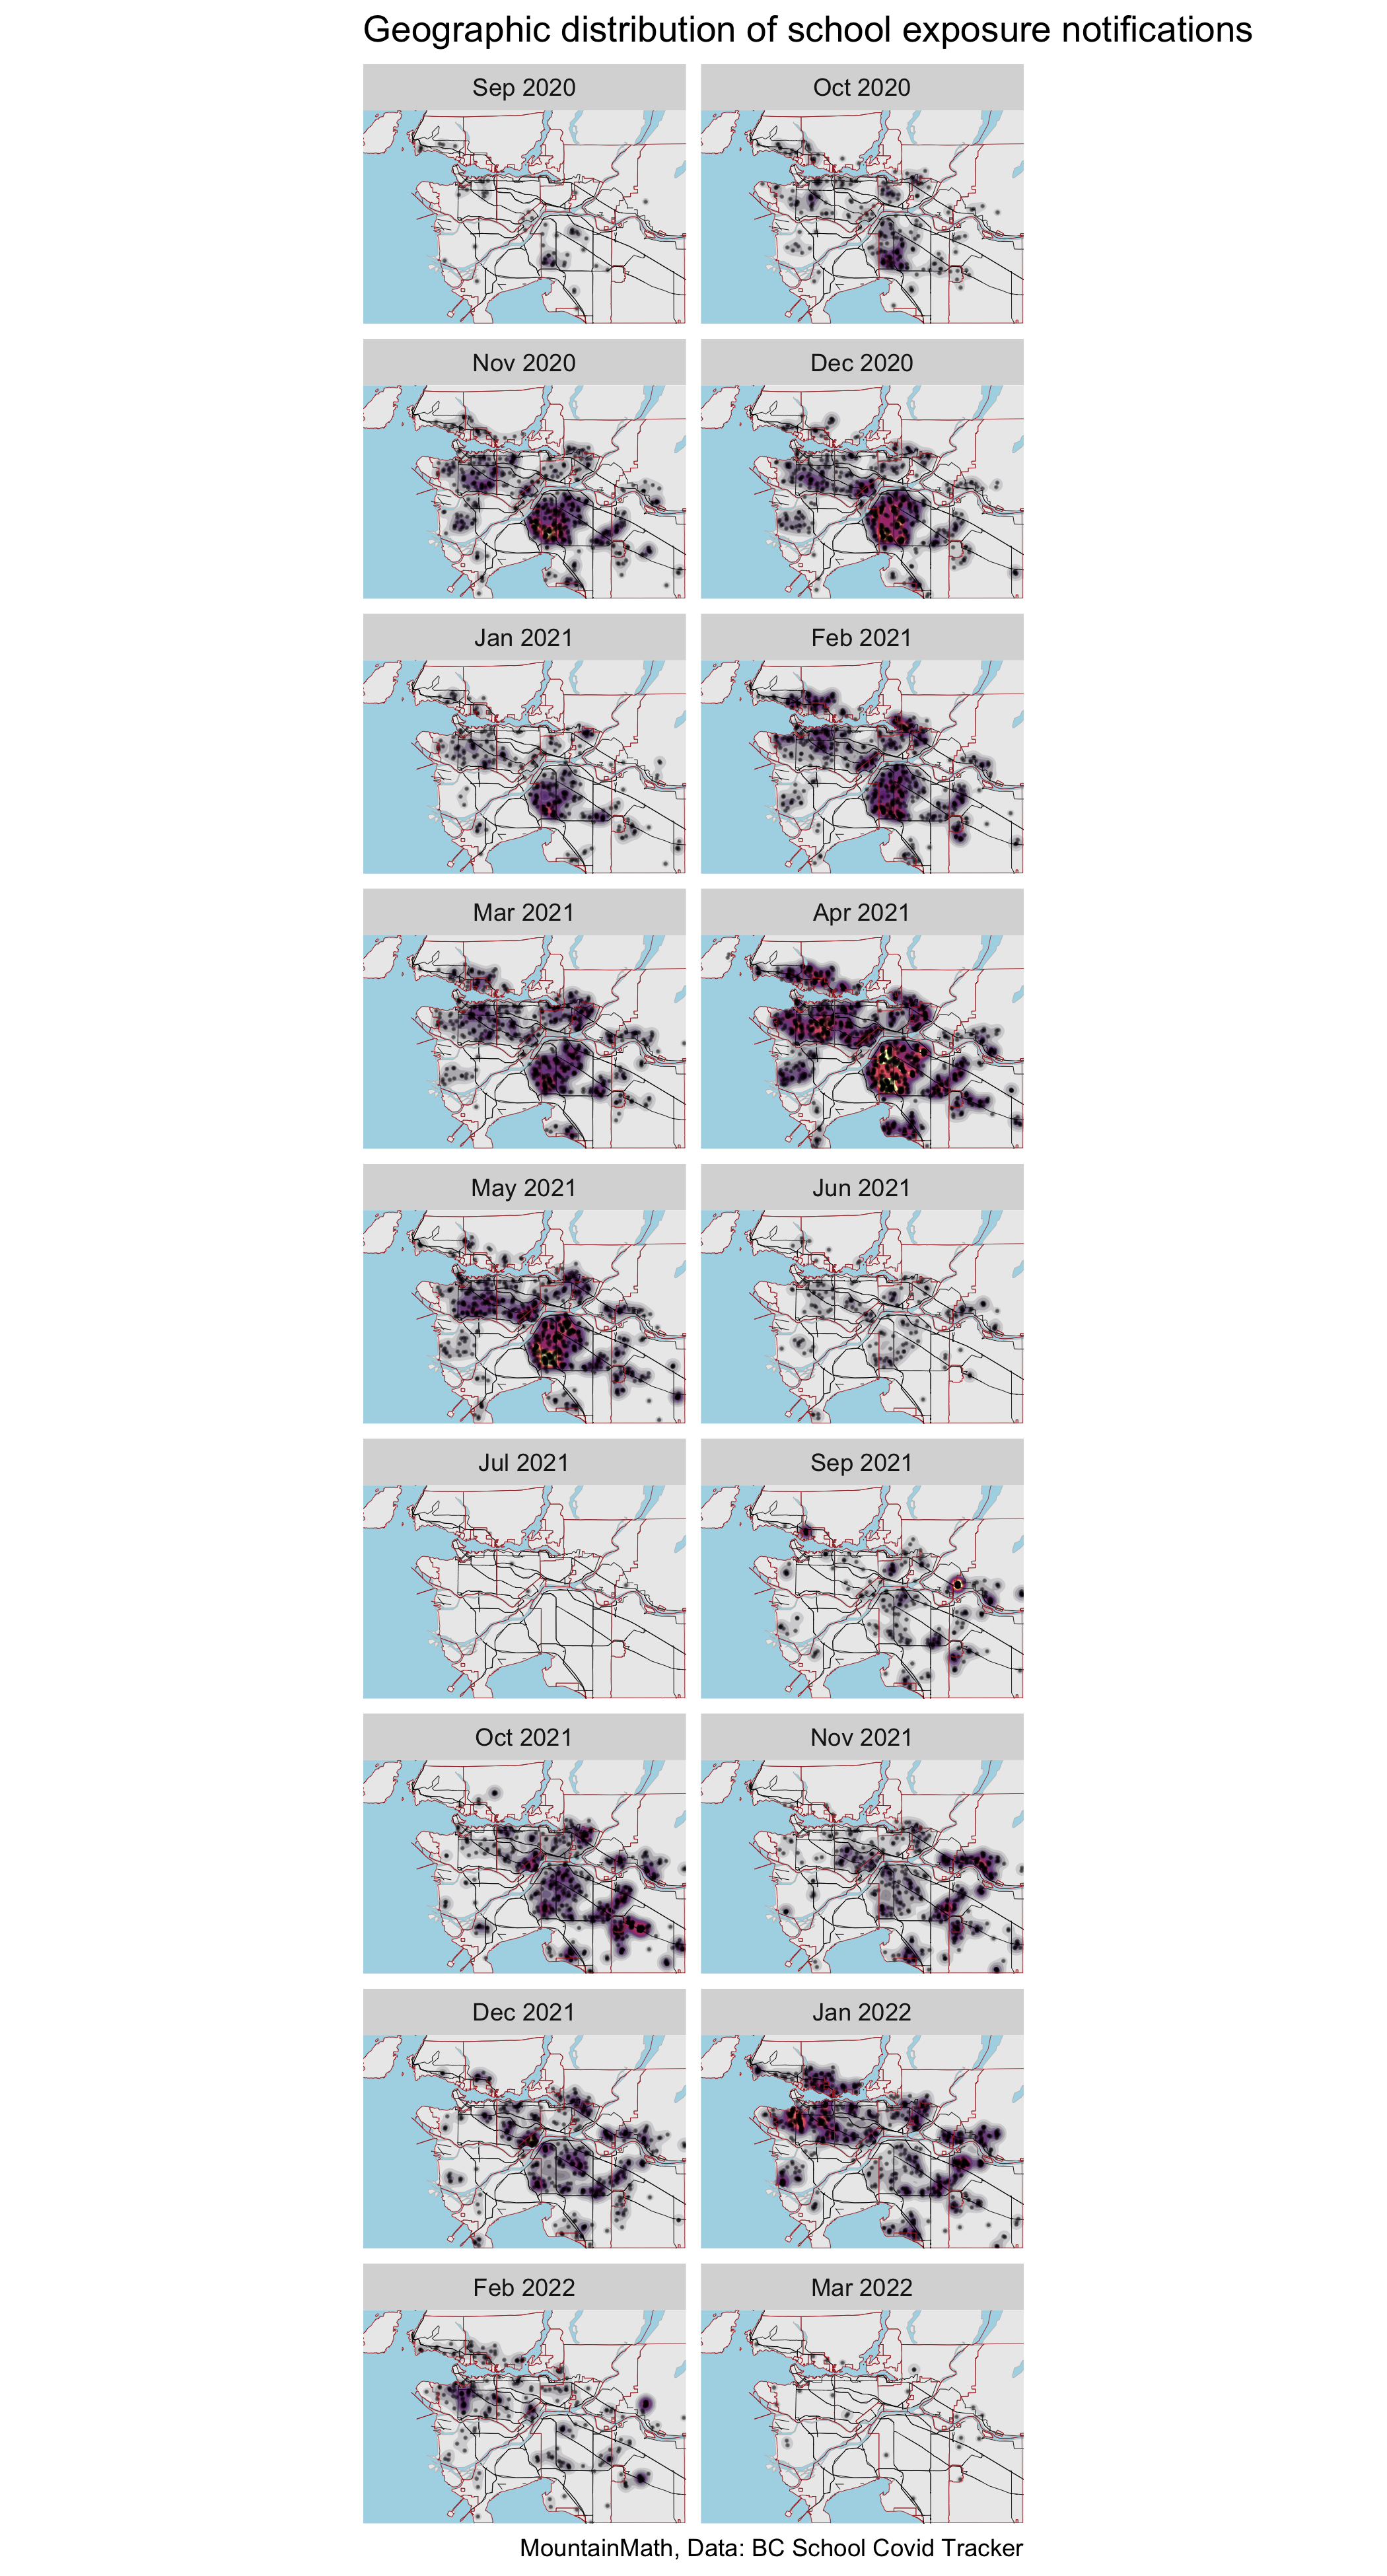 Geographic distribution of school exposure notifications
Sep 2020
Oct 2020
Nov 2020
Dec 2020
Jan 2021
Feb 2021
Mar 2021
Apr 2021
May 2021
Jun 2021
Jul 2021
Sep 2021
Oct 2021
Nov 2021
Dec 2021
Jan 2022
Feb 2022
Mar 2022
MountainMath, Data: BC School Covid Tracker